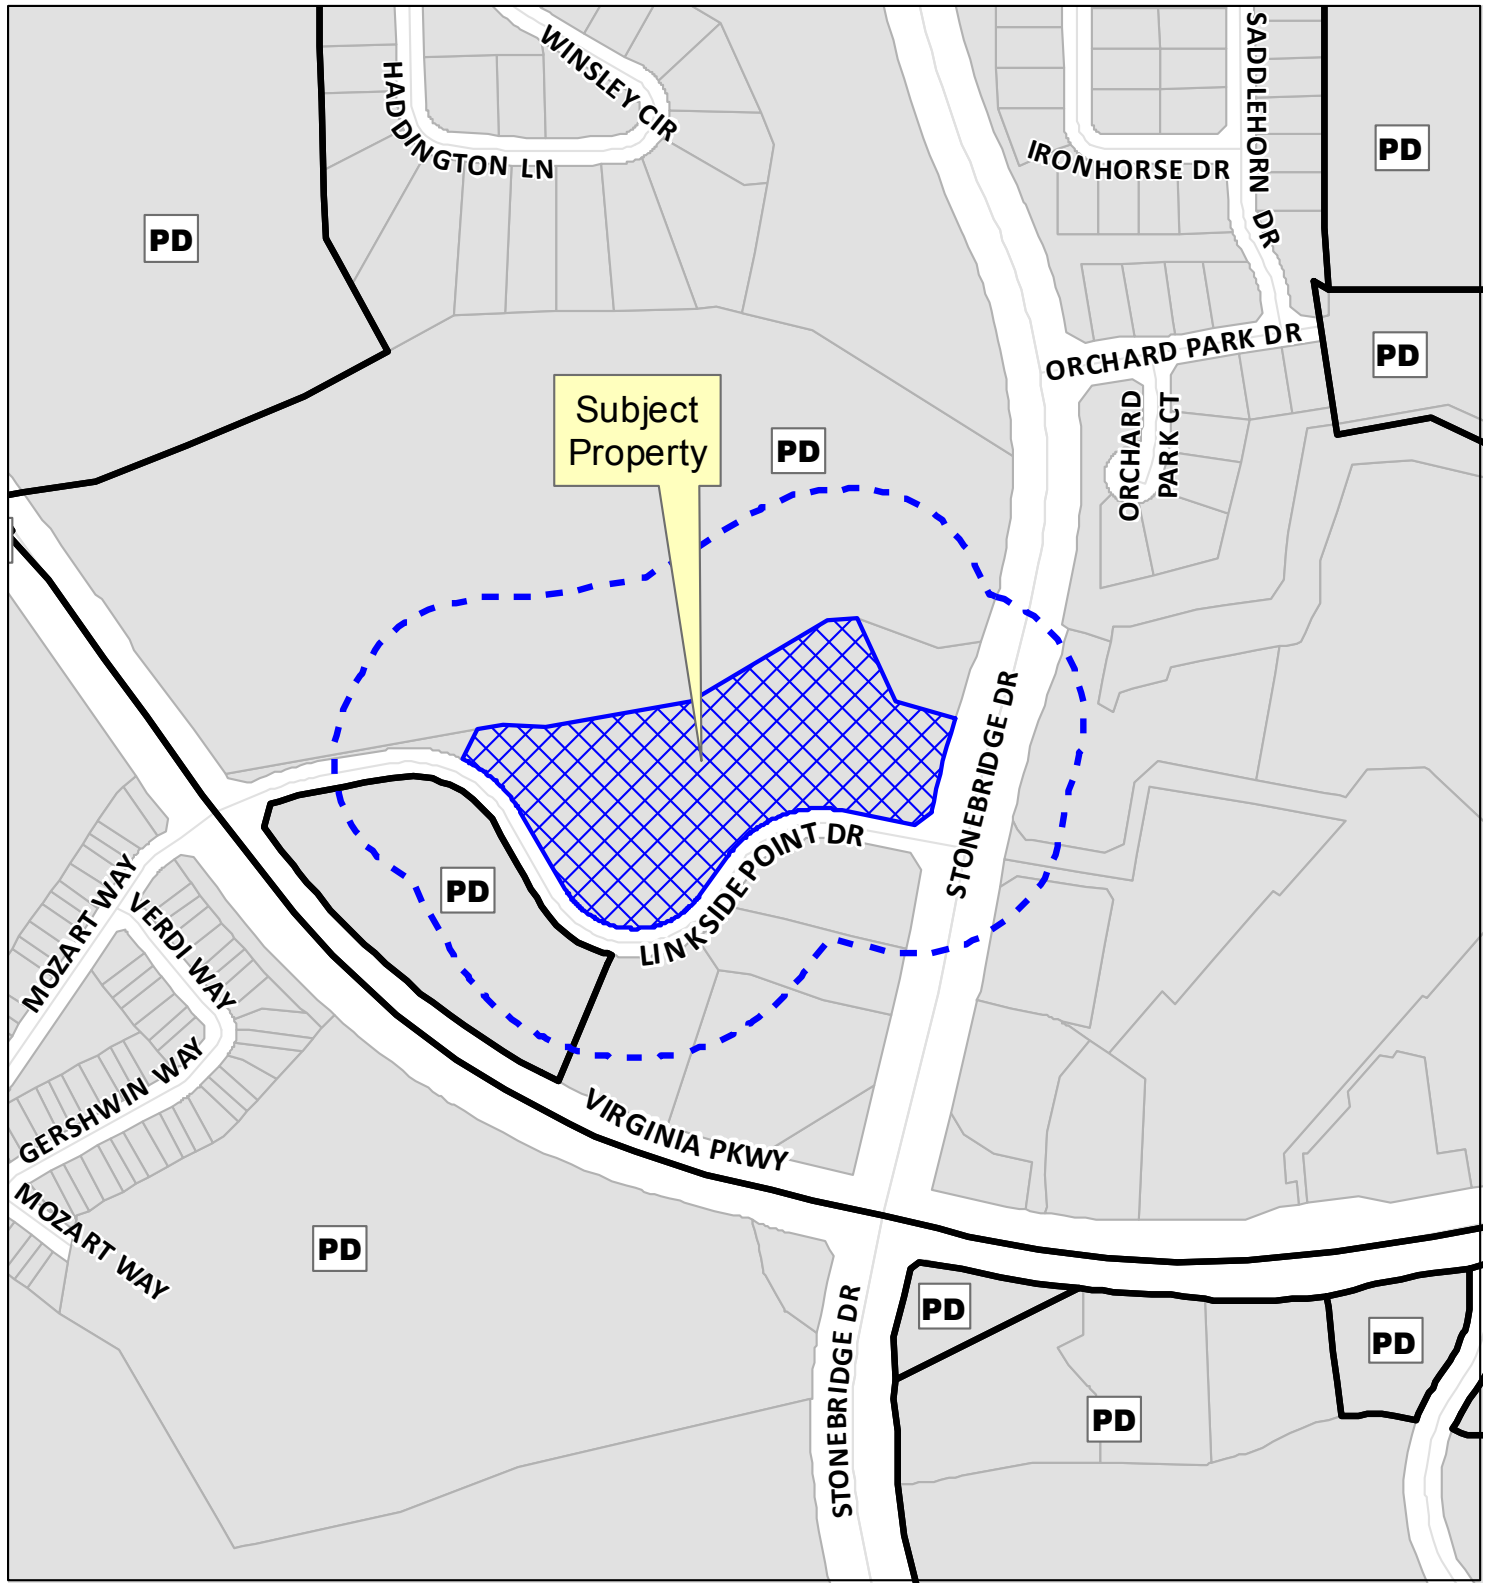 WINSLEY CIR
HADDINGTON LN
SADDLEHORN DR
IRONHORSE DR
PD
PD
ORCHARD PARK DR
PD
ORCHARD
PARK CT
Subject
Property
PD
STONEBRIDGE DR
LINKSIDE POINT DR
PD
MOZART WAY
VERDI WAY
GERSHWIN WAY
MOZART WAY
VIRGINIA PKWY
PD
STONEBRIDGE DR
PD
PD
PD